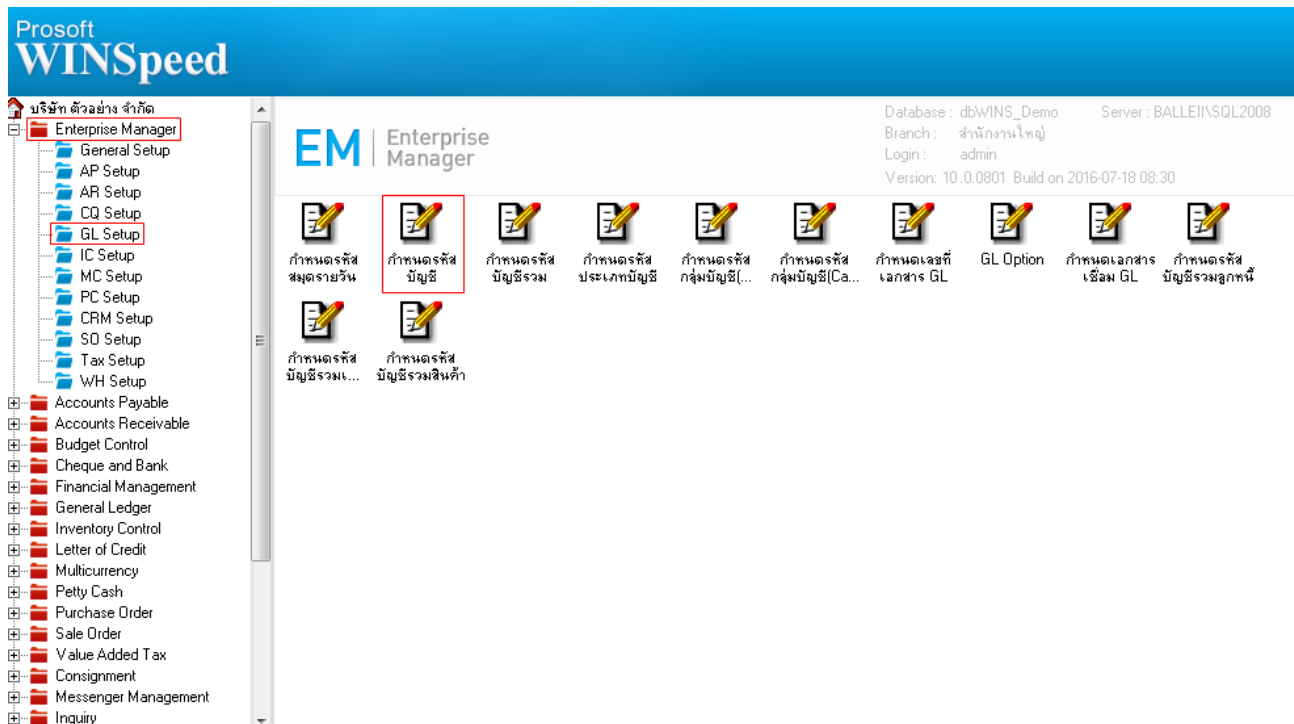 Prosoft
WINSpeed
บริษัท ตัวอย่าง จำกัด
Enterprise Manager
General Setup
AP Setup
AR Setup
CQ Setup
GL Setup
IC Setup
MC Setup
PC Setup
CRM Setup
SO Setup
Tax Setup
WH Setup
Accounts Payable
Accounts Receivable
Budget Control
Cheque and Bank
Financial Management
General Ledger
Inventory Control
Letter of Credit
Multicurrency
Petty Cash
Purchase Order
Sale Order
Value Added Tax
Consignment
Messenger Management
Inquiry
EM Enterprise
Manager
Database : dbWINS_Demo Server : BALLEII\SQL2008
Branch : สำนักงานใหญ่
Login : admin
Version: 10.0.0801 Build on 2016-07-18 08:30
กำหนดรหัส
สมุดรายวัน
กำหนดรหัส
บัญชี
กำหนดรหัส
บัญชีรวม
กำหนดรหัส
ประเภทบัญชี
กำหนดรหัส
กลุ่มบัญชี(...
กำหนดรหัส
กลุ่มบัญชี(Ca...
กำหนดเลขที่
เอกสาร GL
GL Option
กำหนดเอกสาร
เชื่อม GL
กำหนดรหัส
บัญชีรวมลูกหนี้
กำหนดรหัส
บัญชีรวมเ...
กำหนดรหัส
บัญชีรวมสินค้า